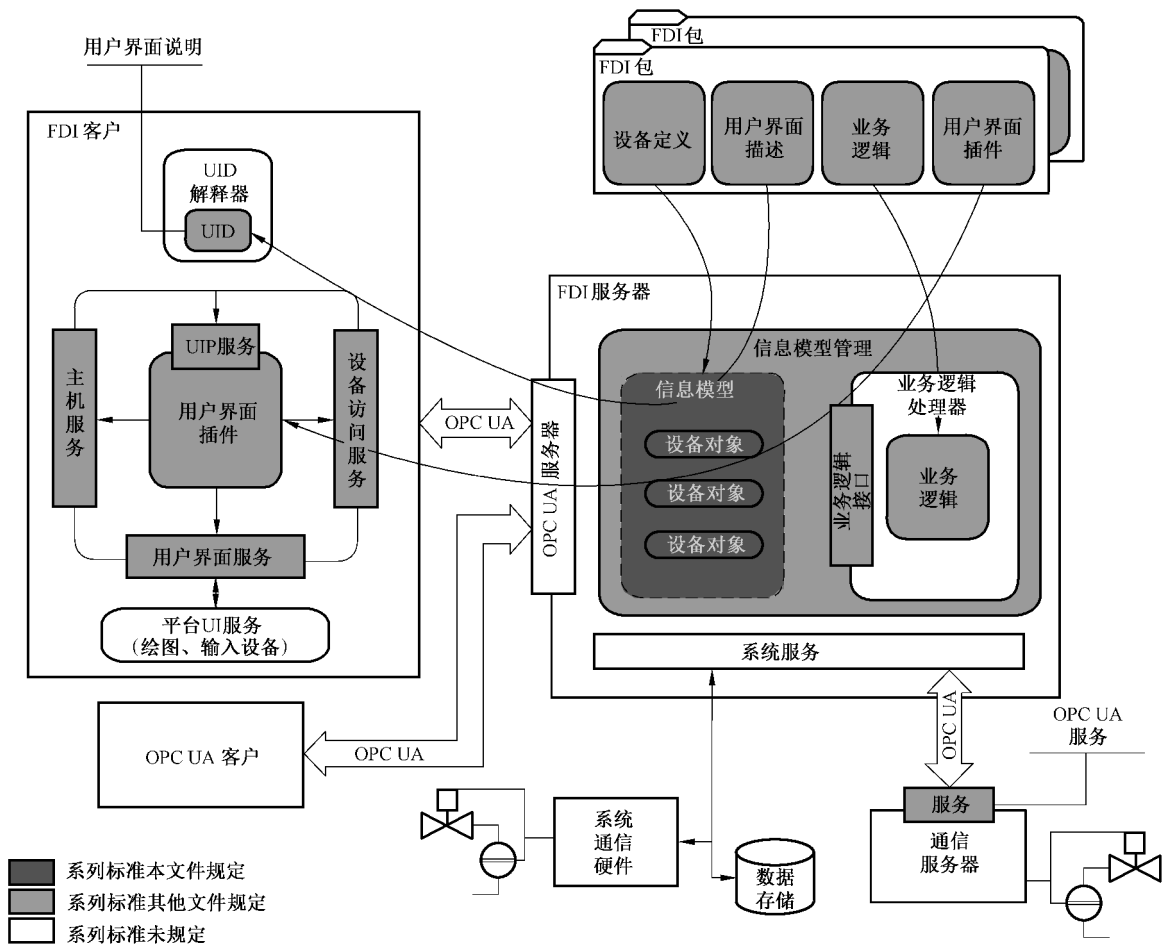 用户界面说明
FDI包
FDI 包
设备定义
用户界面
描述
业务
逻辑
用户界面
插件
FDI 客户
UID
解释器
UID
UIP服务
主机服务
用户界面
插件
设备访问服务
用户界面服务
平台UI服务
(绘图、输入设备)
OPC UA
OPC UA 服务器
FDI 服务器
信息模型管理
信息模型
设备对象
设备对象
设备对象
业务逻辑
处理器
业务逻辑
接口
业务
逻辑
系统服务
OPC UA 客户
OPC UA
OPC UA
OPC UA
服务
服务
通信
服务器
系统
通信
硬件
数据
存储
系列标准本文件规定
系列标准其他文件规定
系列标准未规定